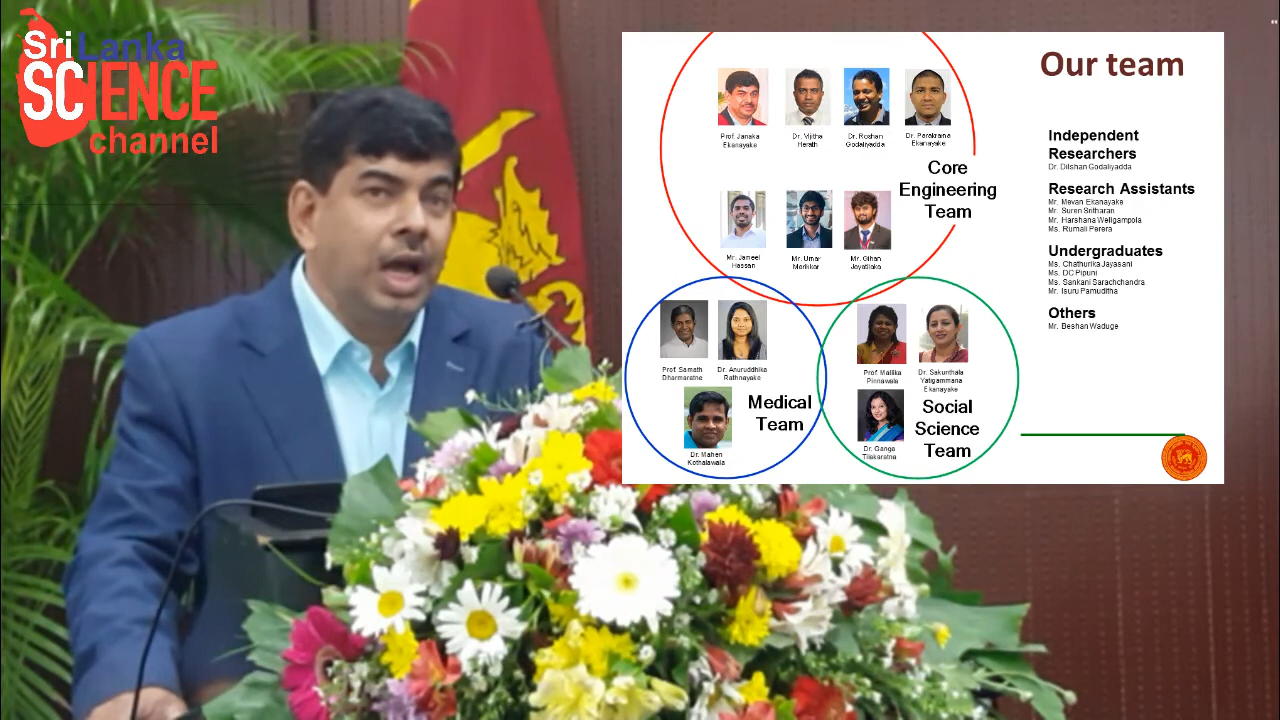 Sri Lanka
SCIENCE
channel
Our team
Prof. Janaka
Ekanayake
Dr. Vijitha
Herath
Dr. Roshan
Godaliyadda
Dr. Parakrama
Ekanayake
Core
Engineering
Team
Mr. Jameel
Hassan
Mr. Umar
Marikkar
Mr. Gihan
Jayatilaka
Prof. Samath
Dharmaratne
Dr. Anuruddhika
Rathnayake
Medical
Team
Dr. Mahen
Kothalawala
Prof. Mallika
Pinnawala
Dr. Sakunthala
Yatigammana
Ekanayake
Social
Science
Team
Dr. Ganga
Tilakaratna
Independent
Researchers
Dr. Dilshan Godaliyadda
Research Assistants
Mr. Mevan Ekanayake
Mr. Suren Sritharan
Mr. Harshana Weligampola
Ms. Rumali Perera
Undergraduates
Ms. Chathurika Jayasani
Ms. DC Pipuni
Ms. Sankani Sarachchandra
Mr. Isuru Pamuditha
Others
Mr. Beshan Waduge